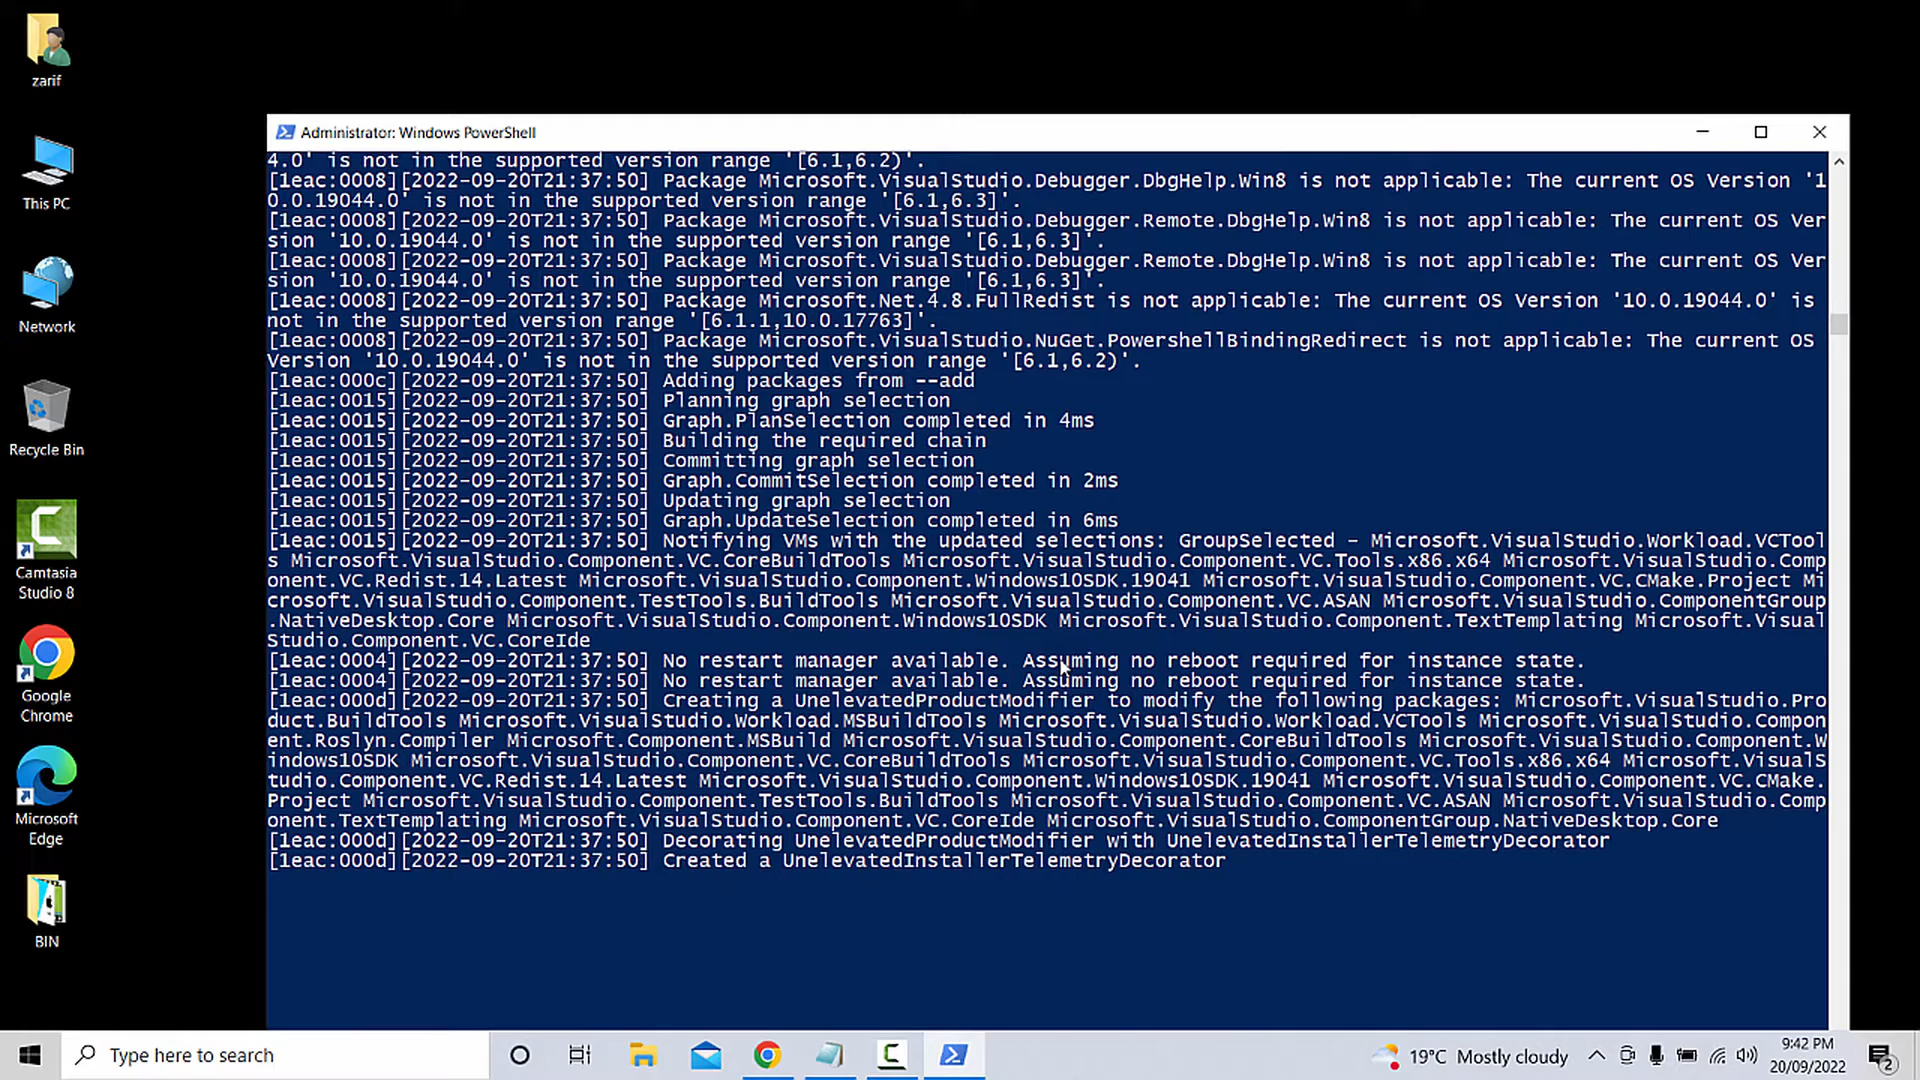 zarif
This PC
Network
Recycle Bin
Camtasia
Studio 8
Google
Chrome
Microsoft
Edge
BIN
Administrator: Windows PowerShell
4.0' is not in the supported version range '[6.1,6.2)'.
[1eac:0008][2022-09-20T21:37:50] Package Microsoft.VisualStudio.Debugger.DbgHelp.Win8 is not applicable: The current OS Version '1
0.0.19044.0' is not in the supported version range '[6.1,6.3]'.
[1eac:0008][2022-09-20T21:37:50] Package Microsoft.VisualStudio.Debugger.Remote.DbgHelp.Win8 is not applicable: The current OS Ver
sion '10.0.19044.0' is not in the supported version range '[6.1,6.3]'.
[1eac:0008][2022-09-20T21:37:50] Package Microsoft.VisualStudio.Debugger.Remote.DbgHelp.Win8 is not applicable: The current OS Ver
sion '10.0.19044.0' is not in the supported version range '[6.1,6.3]'.
[1eac:0008][2022-09-20T21:37:50] Package Microsoft.Net.4.8.FullRedist is not applicable: The current OS Version '10.0.19044.0' is
not in the supported version range '[6.1.1,10.0.17763]'.
[1eac:0008][2022-09-20T21:37:50] Package Microsoft.VisualStudio.NuGet.PowershellBindingRedirect is not applicable: The current OS
Version '10.0.19044.0' is not in the supported version range '[6.1,6.2)'.
[1eac:000c][2022-09-20T21:37:50] Adding packages from --add
[1eac:0015][2022-09-20T21:37:50] Planning graph selection
[1eac:0015][2022-09-20T21:37:50] Graph.PlanSelection completed in 4ms
[1eac:0015][2022-09-20T21:37:50] Building the required chain
[1eac:0015][2022-09-20T21:37:50] Committing graph selection
[1eac:0015][2022-09-20T21:37:50] Graph.CommitSelection completed in 2ms
[1eac:0015][2022-09-20T21:37:50] Updating graph selection
[1eac:0015][2022-09-20T21:37:50] Graph.UpdateSelection completed in 6ms
[1eac:0015][2022-09-20T21:37:50] Notifying VMs with the updated selections: GroupSelected - Microsoft.VisualStudio.Workload.VCTool
s Microsoft.VisualStudio.Component.VC.CoreBuildTools Microsoft.VisualStudio.Component.VC.Tools.x86.x64 Microsoft.VisualStudio.Comp
onent.VC.Redist.14.Latest Microsoft.VisualStudio.Component.Windows10SDK.19041 Microsoft.VisualStudio.Component.VC.CMake.Project Mi
crosoft.VisualStudio.Component.TestTools.BuildTools Microsoft.VisualStudio.Component.VC.ASAN Microsoft.VisualStudio.ComponentGroup
.NativeDesktop.Core Microsoft.VisualStudio.Component.Windows10SDK Microsoft.VisualStudio.Component.TextTemplating Microsoft.Visual
Studio.Component.VC.CoreIde
[1eac:0004][2022-09-20T21:37:50] No restart manager available. Assuming no reboot required for instance state.
[1eac:0004][2022-09-20T21:37:50] No restart manager available. Assuming no reboot required for instance state.
[1eac:000d][2022-09-20T21:37:50] Creating a UnelevatedProductModifier to modify the following packages: Microsoft.VisualStudio.Pro
duct.BuildTools Microsoft.VisualStudio.Workload.MSBuildTools Microsoft.VisualStudio.Workload.VCTools Microsoft.VisualStudio.Compon
ent.Roslyn.Compiler Microsoft.Component.MSBuild Microsoft.VisualStudio.Component.CoreBuildTools Microsoft.VisualStudio.Component.W
indows10SDK Microsoft.VisualStudio.Component.VC.CoreBuildTools Microsoft.VisualStudio.Component.VC.Tools.x86.x64 Microsoft.VisualS
tudio.Component.VC.Redist.14.Latest Microsoft.VisualStudio.Component.Windows10SDK.19041 Microsoft.VisualStudio.Component.VC.CMake.
Project Microsoft.VisualStudio.Component.TestTools.BuildTools Microsoft.VisualStudio.Component.VC.ASAN Microsoft.VisualStudio.Comp
onent.TextTemplating Microsoft.VisualStudio.Component.VC.CoreIde Microsoft.VisualStudio.ComponentGroup.NativeDesktop.Core
[1eac:000d][2022-09-20T21:37:50] Decorating UnelevatedProductModifier with UnelevatedInstallerTelemetryDecorator
[1eac:000d][2022-09-20T21:37:50] Created a UnelevatedInstallerTelemetryDecorator
Type here to search
19°C Mostly cloudy
9:42 PM
20/09/2022
2